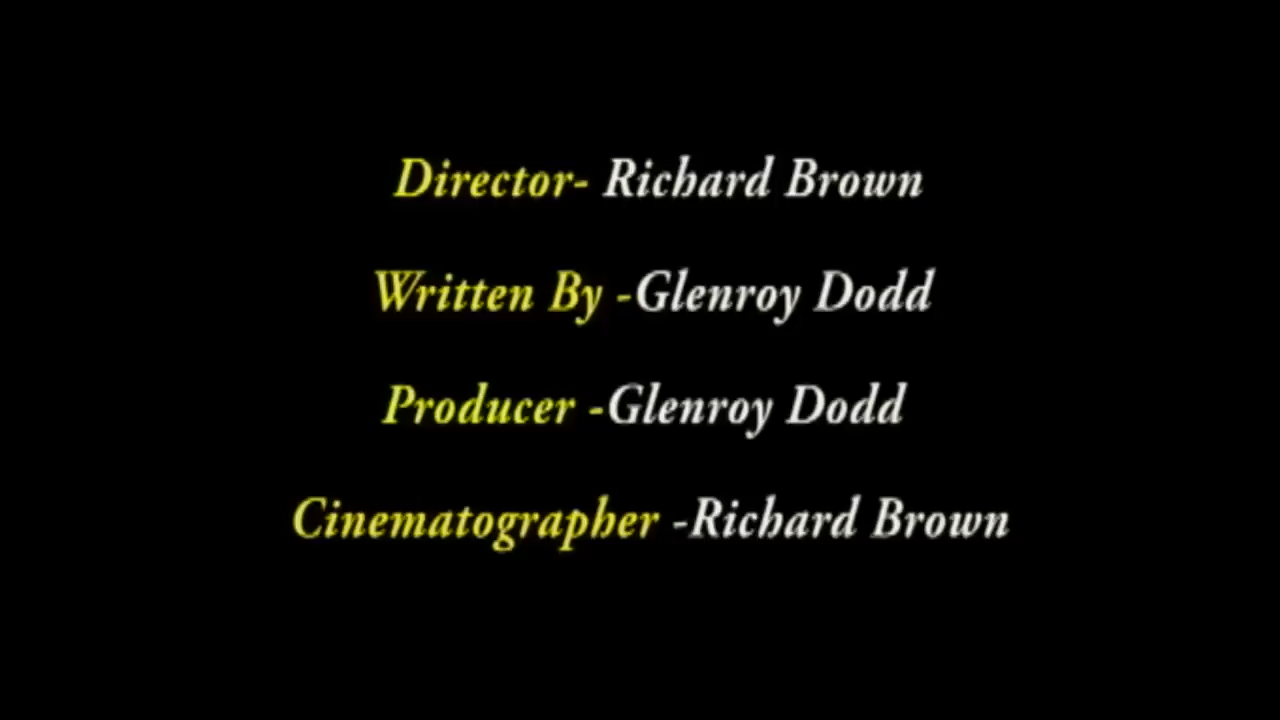 Director- Richard Brown
Written By -Glenroy Dodd
Producer -Glenroy Dodd
Cinematographer -Richard Brown